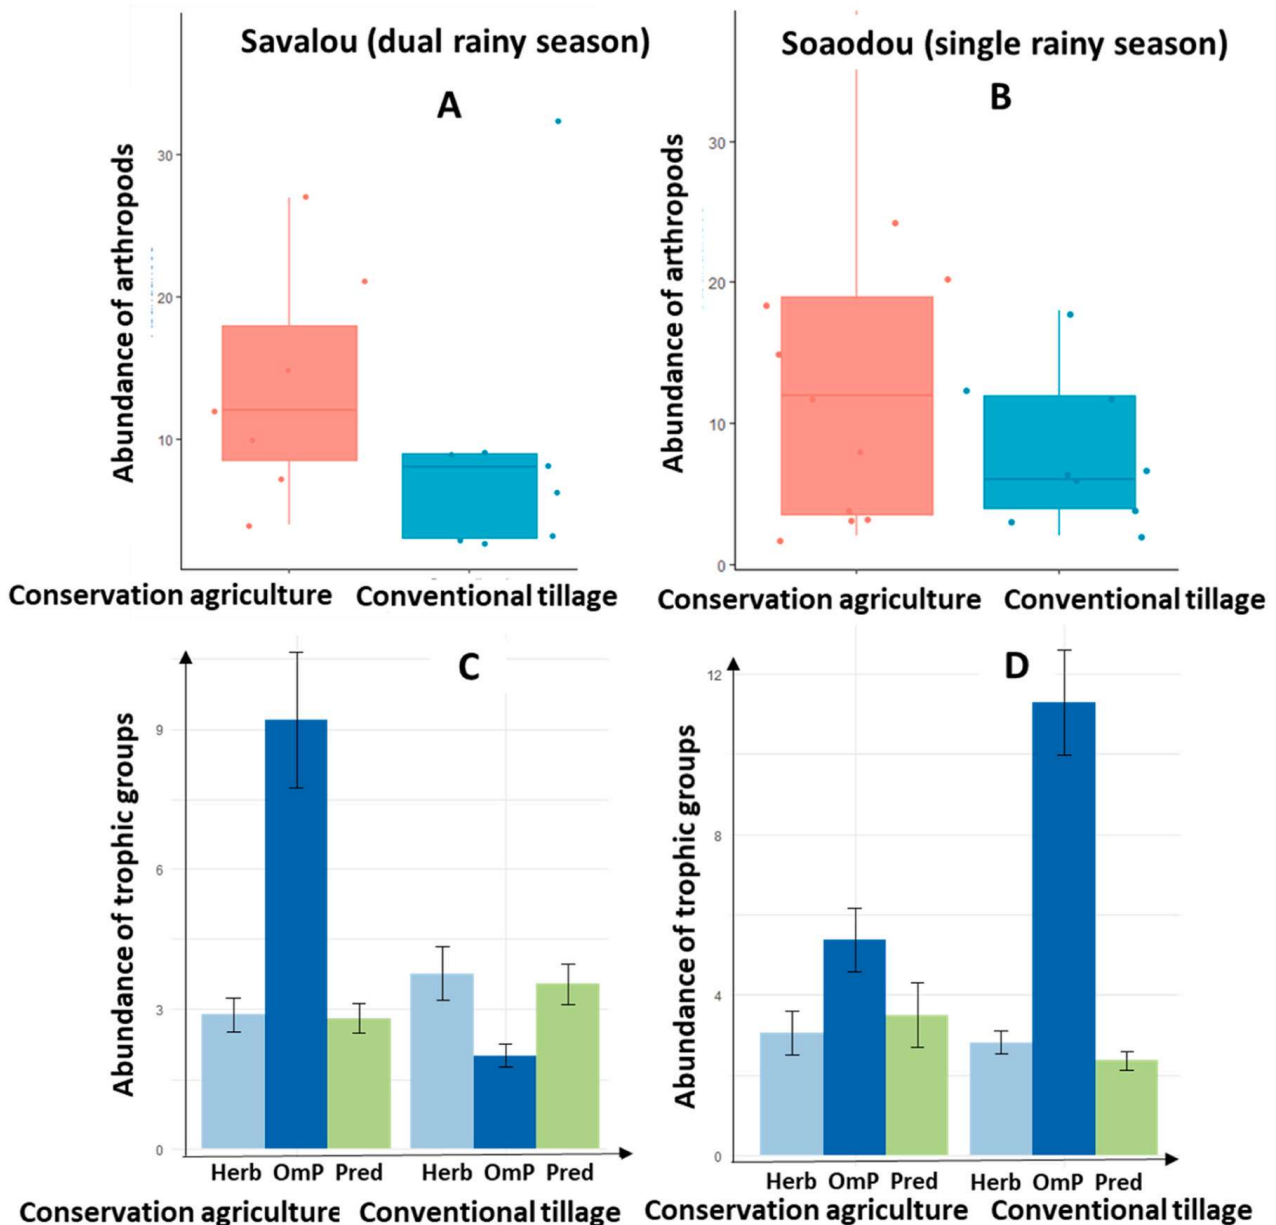 Savalou (dual rainy season)
A
Abundance of arthropods
30
20
10
Conservation agriculture
Conventional tillage
Soaodou (single rainy season)
B
Abundance of arthropods
30
20
10
0
Conservation agriculture
Conventional tillage
C
Abundance of trophic groups
9
6
3
0
Herb OmP Pred
Herb OmP Pred
Conservation agriculture
Conventional tillage
D
Abundance of trophic groups
12
8
4
0
Herb OmP Pred
Herb OmP Pred
Conservation agriculture
Conventional tillage